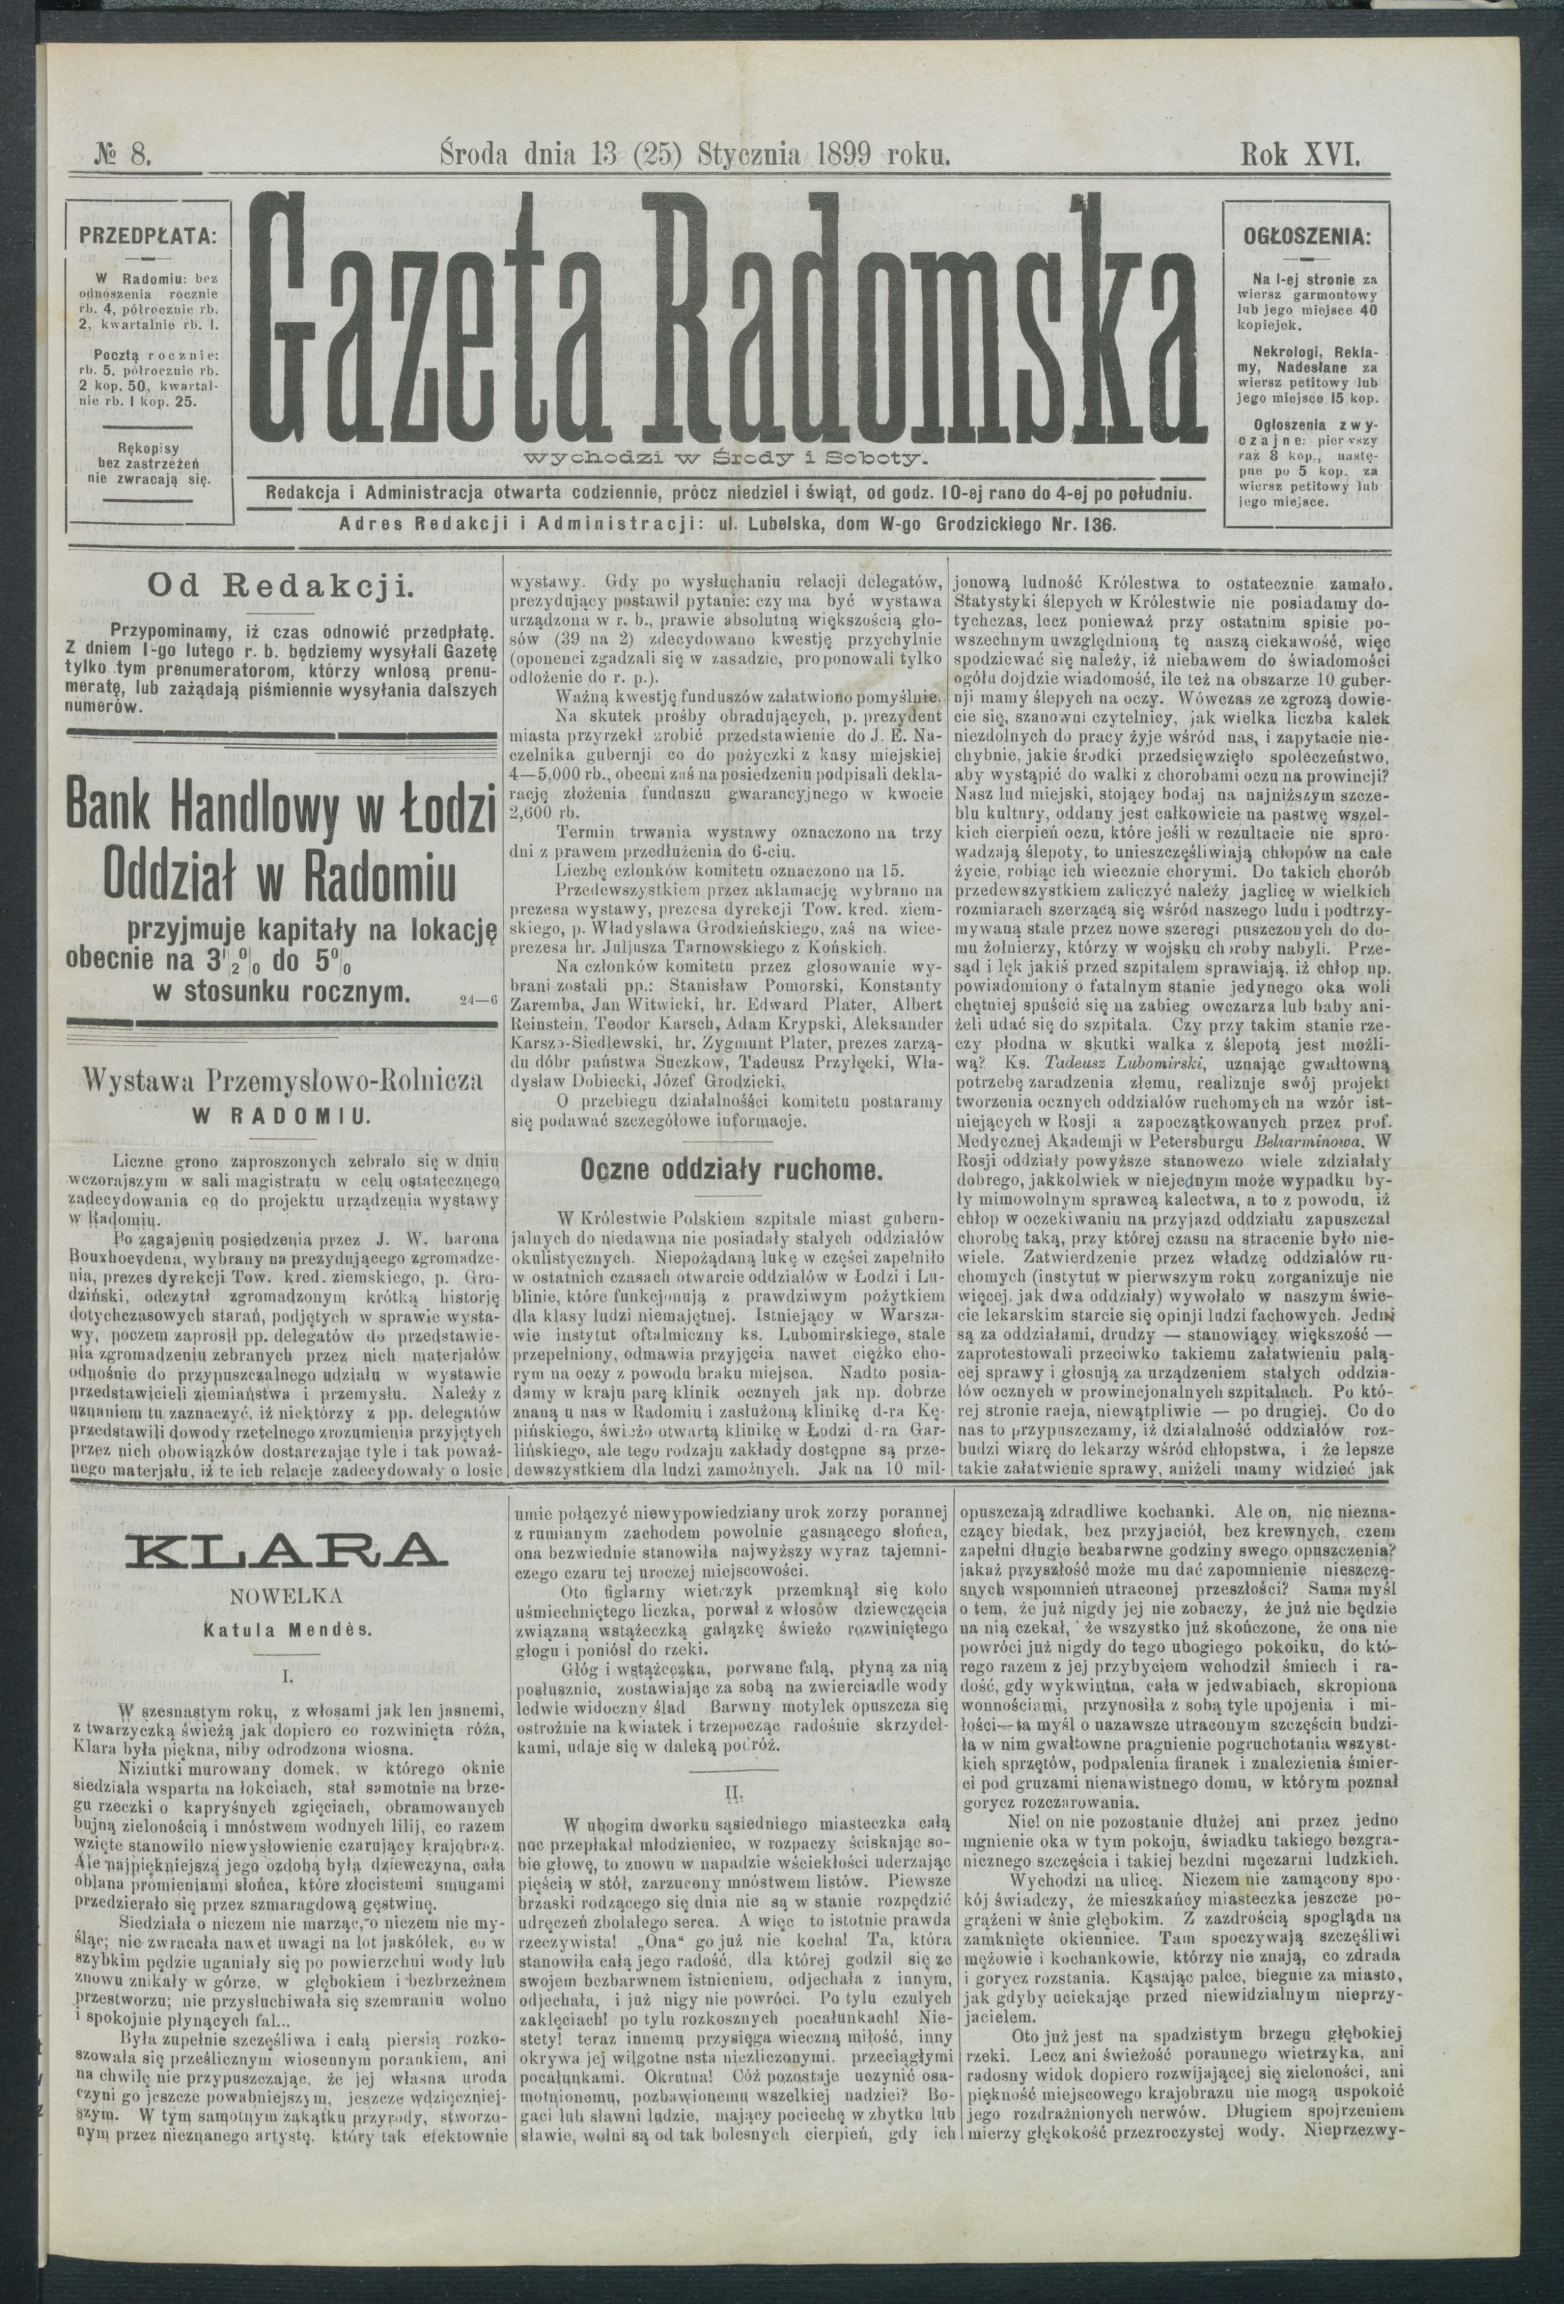 № 8.
Środa dnia 13 (25) Stycznia 1899 roku.
Rok XVI.
PRZEDPŁATA:
W Radomiu: bez
odnoszenia rocznie
rb. 4, półrocznie rb.
2, kwartalnie rb. 1.
Pocztą rocznie:
rb. 5, półrocznie rb.
2 kop. 50, kwartal-
nie rb. 1 kop. 25.
Rękopisy
bez zastrzeżeń
nie zwracają się.
Gazeta Radomska
wychodzi w Środy i Soboty.
Redakcja i Administracja otwarta codziennie, prócz niedziel i świąt, od godz. 10-ej rano do 4-ej po południu.
Adres Redakcji i Administracji: ul. Lubelska, dom W-go Grodzickiego Nr. 136.
OGŁOSZENIA:
Na I-ej stronie za
wiersz garmontowy
lub jego miejsce 40
kopiejek.
Nekrologi, Rekla-
my, Nadesłane za
wiersz petitowy lub
jego miejsce 15 kop.
Ogłoszenia zwy-
czajne: pierwszy
raz 8 kop., nastę-
pne po 5 kop. za
wiersz petitowy lub
jego miejsce.
Od Redakcji.
Przypominamy, iż czas odnowić przedpłatę.
Z dniem 1-go lutego r. b. będziemy wysyłali Gazetę
tylko tym prenumeratorom, którzy wniosą prenu-
meratę, lub zażądają piśmiennie wysyłania dalszych
numerów.
Bank Handlowy w Łodzi
Oddział w Radomiu
przyjmuje kapitały na lokację
obecnie na 3½% do 5%
w stosunku rocznym.
24—6
Wystawa Przemysłowo-Rolnicza
W RADOMIU.
Liczne grono zaproszonych zebrało się w dniu
wczorajszym w sali magistratu w celu ostatecznego
zadecydowania co do projektu urządzenia wystawy
w Radomiu.
Po zagajeniu posiedzenia przez J. W. barona
Bouxhoevdena, wybrany na prezydującego zgromadze-
nia, prezes dyrekcji Tow. kred. ziemskiego, p. Gro-
dziński, odczytał zgromadzonym krótką historję
dotychczasowych starań, podjętych w sprawie wysta-
wy, poczem zaprosił pp. delegatów do przedstawie-
nia zgromadzeniu zebranych przez nich materjałów
odnośnie do przypuszczalnego udziału w wystawie
przedstawicieli ziemiaństwa i przemysłu. Należy z
uznaniem tu zaznaczyć, iż niektórzy z pp. delegatów
przedstawili dowody rzetelnego zrozumienia przyjętych
przez nich obowiązków dostarczając tyle i tak poważ-
nego materjału, iż te ich relacje zadecydowały o losie
wystawy. Gdy po wysłuchaniu relacji delegatów,
prezydujący postawił pytanie: czy ma być wystawa
urządzona w r. b., prawie absolutną większością gło-
sów (39 na 2) zdecydowano kwestję przychylnie
(oponenci zgadzali się w zasadzie, proponowali tylko
odłożenie do r. p.).
Ważną kwestję funduszów załatwiono pomyślnie.
Na skutek prośby obradujących, p. prezydent
miasta przyrzekł zrobić przedstawienie do J. E. Na-
czelnika gubernji co do pożyczki z kasy miejskiej
4—5,000 rb., obecni zaś na posiedzeniu podpisali dekla-
rację złożenia funduszu gwarancyjnego w kwocie
2,600 rb.
Termin trwania wystawy oznaczono na trzy
dni z prawem przedłużenia do 6-ciu.
Liczbę członków komitetu oznaczono na 15.
Przedewszystkiem przez aklamację wybrano na
prezesa wystawy, prezesa dyrekcji Tow. kred. ziem-
skiego, p. Władysława Grodzieńskiego, zaś na wice-
prezesa hr. Juljusza Tarnowskiego z Końskich.
Na członków komitetu przez głosowanie wy-
brani zostali pp.: Stanisław Pomorski, Konstanty
Zaremba, Jan Witwicki, hr. Edward Plater, Albert
Reinstein, Teodor Karsch, Adam Krypski, Aleksander
Karszo-Siedlewski, hr. Zygmunt Plater, prezes zarzą-
du dóbr państwa Suczkow, Tadeusz Przyłęcki, Wła-
dysław Dobiecki, Józef Grodzicki.
O przebiegu działalnośści komitetu postaramy
się podawać szczegółowe informacje.
Oczne oddziały ruchome.
W Królestwie Polskiem szpitale miast guberu-
jalnych do niedawna nie posiadały stałych oddziałów
okulistycznych. Niepożądaną lukę w części zapełniło
w ostatnich czasach otwarcie oddziałów w Łodzi i Lu-
blinie, które funkcjonują z prawdziwym pożytkiem
dla klasy ludzi niemajętnej. Istniejący w Warsza-
wie instytut oftalmiczny ks. Lubomirskiego, stale
przepełniony, odmawia przyjęcia nawet ciężko cho-
rym na oczy z powodu braku miejsca. Nadto posia-
damy w kraju parę klinik ocznych jak np. dobrze
znaną u nas w Radomiu i zasłużoną klinikę d-ra Kę-
pińskiego, świeżo otwartą klinikę w Łodzi d-ra Gar-
lińskiego, ale tego rodzaju zakłady dostępne są prze-
dewszystkiem dla ludzi zamożnych. Jak na 10 mil-
jonową ludność Królestwa to ostatecznie zamało.
Statystyki ślepych w Królestwie nie posiadamy do-
tychczas, lecz ponieważ przy ostatnim spisie po-
wszechnym uwzględnioną tę naszą ciekawość, więc
spodziewać się należy, iż niebawem do świadomości
ogółu dojdzie wiadomość, ile też na obszarze 10 guber-
nji mamy ślepych na oczy. Wówczas ze zgrozą dowie-
cie się, szanowni czytelnicy, jak wielka liczba kalek
niezdolnych do pracy żyje wśród nas, i zapytacie nie-
chybnie, jakie środki przedsięwzięło społeczeństwo,
aby wystąpić do walki z chorobami oczu na prowincji?
Nasz lud miejski, stojący bodaj na najniższym szcze-
blu kultury, oddany jest całkowicie na pastwę wszel-
kich cierpień oczu, które jeśli w rezultacie nie spro-
wadzają ślepoty, to unieszczęśliwiają chłopów na całe
życie, robiąc ich wiecznie chorymi. Do takich chorób
przedewszystkiem zaliczyć należy jaglicę w wielkich
rozmiarach szerzącą się wśród naszego ludu i podtrzy-
mywaną stale przez nowe szeregi puszczonych do do-
mu żołnierzy, którzy w wojsku choroby nabyli. Prze-
sąd i lęk jakiś przed szpitalem sprawiają, iż chłop np.
powiadomiony o fatalnym stanie jedynego oka woli
chętniej spuścić się na zabieg owczarza lub baby ani-
żeli udać się do szpitala. Czy przy takim stanie rze-
czy płodna w skutki walka z ślepotą jest możli-
wą? Ks. Tadeusz Lubomirski, uznając gwałtowną
potrzebę zaradzenia złemu, realizuje swój projekt
tworzenia ocznych oddziałów ruchomych na wzór ist-
niejących w Rosji a zapoczątkowanych przez prof.
Medycznej Akademji w Petersburgu Beharminowa. W
Rosji oddziały powyższe stanowczo wiele zdziałały
dobrego, jakkolwiek w niejednym może wypadku by-
ły mimowolnym sprawcą kalectwa, a to z powodu, iż
chłop w oczekiwaniu na przyjazd oddziału zapuszczał
chorobę taką, przy której czasu na stracenie było nie-
wiele. Zatwierdzenie przez władzę oddziałów ru-
chomych (instytut w pierwszym roku zorganizuje nie
więcej, jak dwa oddziały) wywołało w naszym świe-
cie lekarskim starcie się opinji ludzi fachowych. Jedni
są za oddziałami, drudzy — stanowiący większość —
zaprotestowali przeciwko takiemu załatwieniu palą-
cej sprawy i głosują za urządzeniem stałych oddzia-
łów ocznych w prowincjonalnych szpitalach. Po któ-
rej stronie racja, niewątpliwie — po drugiej. Co do
nas to przypuszczamy, iż działalność oddziałów roz-
budzi wiarę do lekarzy wśród chłopstwa, i że lepsze
takie załatwienie sprawy, aniżeli mamy widzieć jak
KLARA
NOWELKA
Katula Mendès.
I.
W szesnastym roku, z włosami jak len jasnemi,
z twarzyczką świeżą jak dopiero co rozwinięta róża,
Klara była piękna, niby odrodzona wiosna.
Niziutki murowany domek, w którego oknie
siedziała wsparta na łokciach, stał samotnie na brze-
gu rzeczki o kapryśnych zgięciach, obramowanych
bujną zielonością i mnóstwem wodnych lilij, co razem
wzięte stanowiło niewysłowienie czarujący krajobraz.
Ale najpiękniejszą jego ozdobą była dziewczyna, cała
oblana promieniami słońca, które złocistemi smugami
przedzierało się przez szmaragdową gęstwinę.
Siedziała o niczem nie marząc, o niczem nie my-
śląc; nie zwracała nawet uwagi na lot jaskółek, co w
szybkim pędzie uganiały się po powierzchni wody lub
znowu znikały w górze, w głębokiem i bezbrzeżnem
przestworzu; nie przysłuchiwała się szemraniu wolno
i spokojnie płynących fal...
Była zupełnie szczęśliwa i całą piersią rozko-
szowała się prześlicznym wiosennym porankiem, ani
na chwilę nie przypuszczając, że jej własna uroda
czyni go jeszcze powabniejszym, jeszcze wdzięczniej-
szym. W tym samotnym zakątku przyrody, stworzo-
nym przez nieznanego artystę, który tak efektownie
umie połączyć niewypowiedziany urok zorzy porannej
z rumianym zachodem powolnie gasnącego słońca,
ona bezwiednie stanowiła najwyższy wyraz tajemni-
czego czaru tej uroczej miejscowości.
Oto figlarny wietrzyk przemknął się koło
uśmiechniętego liczka, porwał z włosów dziewczęcia
związaną wstążeczką gałązkę świeżo rozwiniętego
głogu i poniósł do rzeki.
Głóg i wstążeczka, porwane falą, płyną za nią
posłusznie, zostawiając za sobą na zwierciadle wody
ledwie widoczny ślad Barwny motylek opuszcza się
ostrożnie na kwiatek i trzepocząc radośnie skrzydeł-
kami, udaje się w daleką podróż.
II.
W ubogim dworku sąsiedniego miasteczka całą
noc przepłakał młodzieniec, w rozpaczy ściskając so-
bie głowę, to znowu w napadzie wściekłości uderzając
pięścią w stół, zarzucony mnóstwem listów. Piewsze
brzaski rodzącego się dnia nie są w stanie rozpędzić
udręczeń zbolałego serca. A więc to istotnie prawda
rzeczywista! „Ona“ go już nie kocha! Ta, która
stanowiła całą jego radość, dla której godził się ze
swojem bezbarwnem istnieniem, odjechała z innym,
odjechała, i już nigy nie powróci. Po tylu czułych
zaklęciach! po tylu rozkosznych pocałunkach! Nie-
stety! teraz innemu przysięga wieczną miłość, inny
okrywa jej wilgotne usta niezliczonymi, przeciągłymi
pocałunkami. Okrutna! Cóż pozostaje uczynić osa-
motnionemu, pozbawionemu wszelkiej nadziei? Bo-
gaci lub sławni ludzie, mający pociechę w zbytku lub
sławie, wolni są od tak bolesnych cierpień, gdy ich
opuszczają zdradliwe kochanki. Ale on, nic niezna-
czący biedak, bez przyjaciół, bez krewnych, czem
zapełni długie bezbarwne godziny swego opuszczenia?
jakaż przyszłość może mu dać zapomnienie nieszczę-
snych wspomnień utraconej przeszłości? Sama myśl
o tem, że już nigdy jej nie zobaczy, że już nie będzie
na nią czekał, że wszystko już skończone, że ona nie
powróci już nigdy do tego ubogiego pokoiku, do któ-
rego razem z jej przybyciem wchodził śmiech i ra-
dość, gdy wykwintna, cała w jedwabiach, skropiona
wonnościami, przynosiła z sobą tyle upojenia i mi-
łości—ta myśl o nazawsze utraconym szczęściu budzi-
ła w nim gwałtowne pragnienie pogruchotania wszyst-
kich sprzętów, podpalenia firanek i znalezienia śmier-
ci pod gruzami nienawistnego domu, w którym poznał
gorycz rozczarowania.
Nie! on nie pozostanie dłużej ani przez jedno
mgnienie oka w tym pokoju, świadku takiego bezgra-
nicznego szczęścia i takiej bezdni męczarni ludzkich.
Wychodzi na ulicę. Niczem nie zamącony spo-
kój świadczy, że mieszkańcy miasteczka jeszcze po-
grążeni w śnie głębokim. Z zazdrością spogląda na
zamknięte okiennice. Tam spoczywają szczęśliwi
mężowie i kochankowie, którzy nie znają, co zdrada
i gorycz rozstania. Kąsając palce, biegnie za miasto,
jak gdyby uciekając przed niewidzialnym nieprzy-
jacielem.
Oto już jest na spadzistym brzegu głębokiej
rzeki. Lecz ani świeżość porannego wietrzyka, ani
radosny widok dopiero rozwijającej się zieloności, ani
piękność miejscowego krajobrazu nie mogą uspokoić
jego rozdrażnionych nerwów. Długiem spojrzeniem
mierzy głękokość przezroczystej wody. Nieprzezwy-